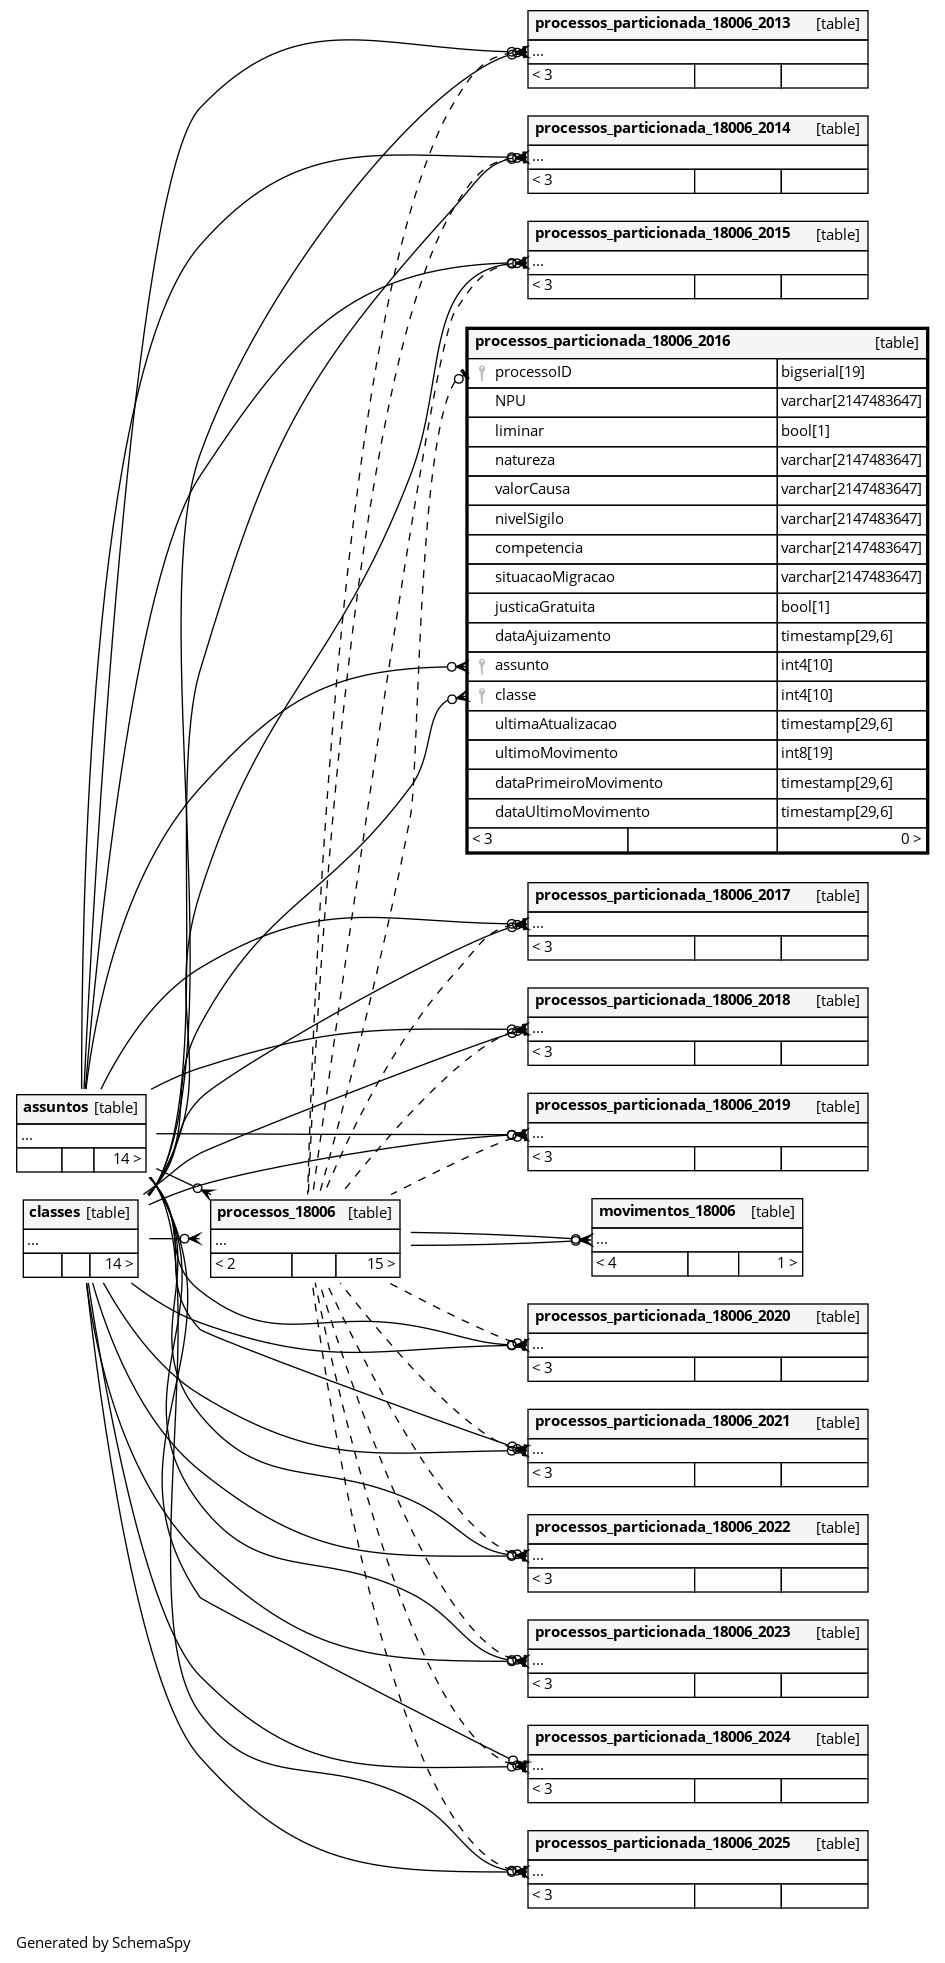 processos_particionada_18006_2013 [table]
...
< 3
processos_particionada_18006_2014 [table]
...
< 3
processos_particionada_18006_2015 [table]
...
< 3
processos_particionada_18006_2016 [table]
processoID bigserial[19]
NPU varchar[2147483647]
liminar bool[1]
natureza varchar[2147483647]
valorCausa varchar[2147483647]
nivelSigilo varchar[2147483647]
competencia varchar[2147483647]
situacaoMigracao varchar[2147483647]
justicaGratuita bool[1]
dataAjuizamento timestamp[29,6]
assunto int4[10]
classe int4[10]
ultimaAtualizacao timestamp[29,6]
ultimoMovimento int8[19]
dataPrimeiroMovimento timestamp[29,6]
dataUltimoMovimento timestamp[29,6]
< 3 0 >
processos_particionada_18006_2017 [table]
...
< 3
processos_particionada_18006_2018 [table]
...
< 3
processos_particionada_18006_2019 [table]
...
< 3
assuntos [table]
...
14 >
classes [table]
...
14 >
processos_18006 [table]
...
< 2 15 >
movimentos_18006 [table]
...
< 4 1 >
processos_particionada_18006_2020 [table]
...
< 3
processos_particionada_18006_2021 [table]
...
< 3
processos_particionada_18006_2022 [table]
...
< 3
processos_particionada_18006_2023 [table]
...
< 3
processos_particionada_18006_2024 [table]
...
< 3
processos_particionada_18006_2025 [table]
...
< 3
Generated by SchemaSpy